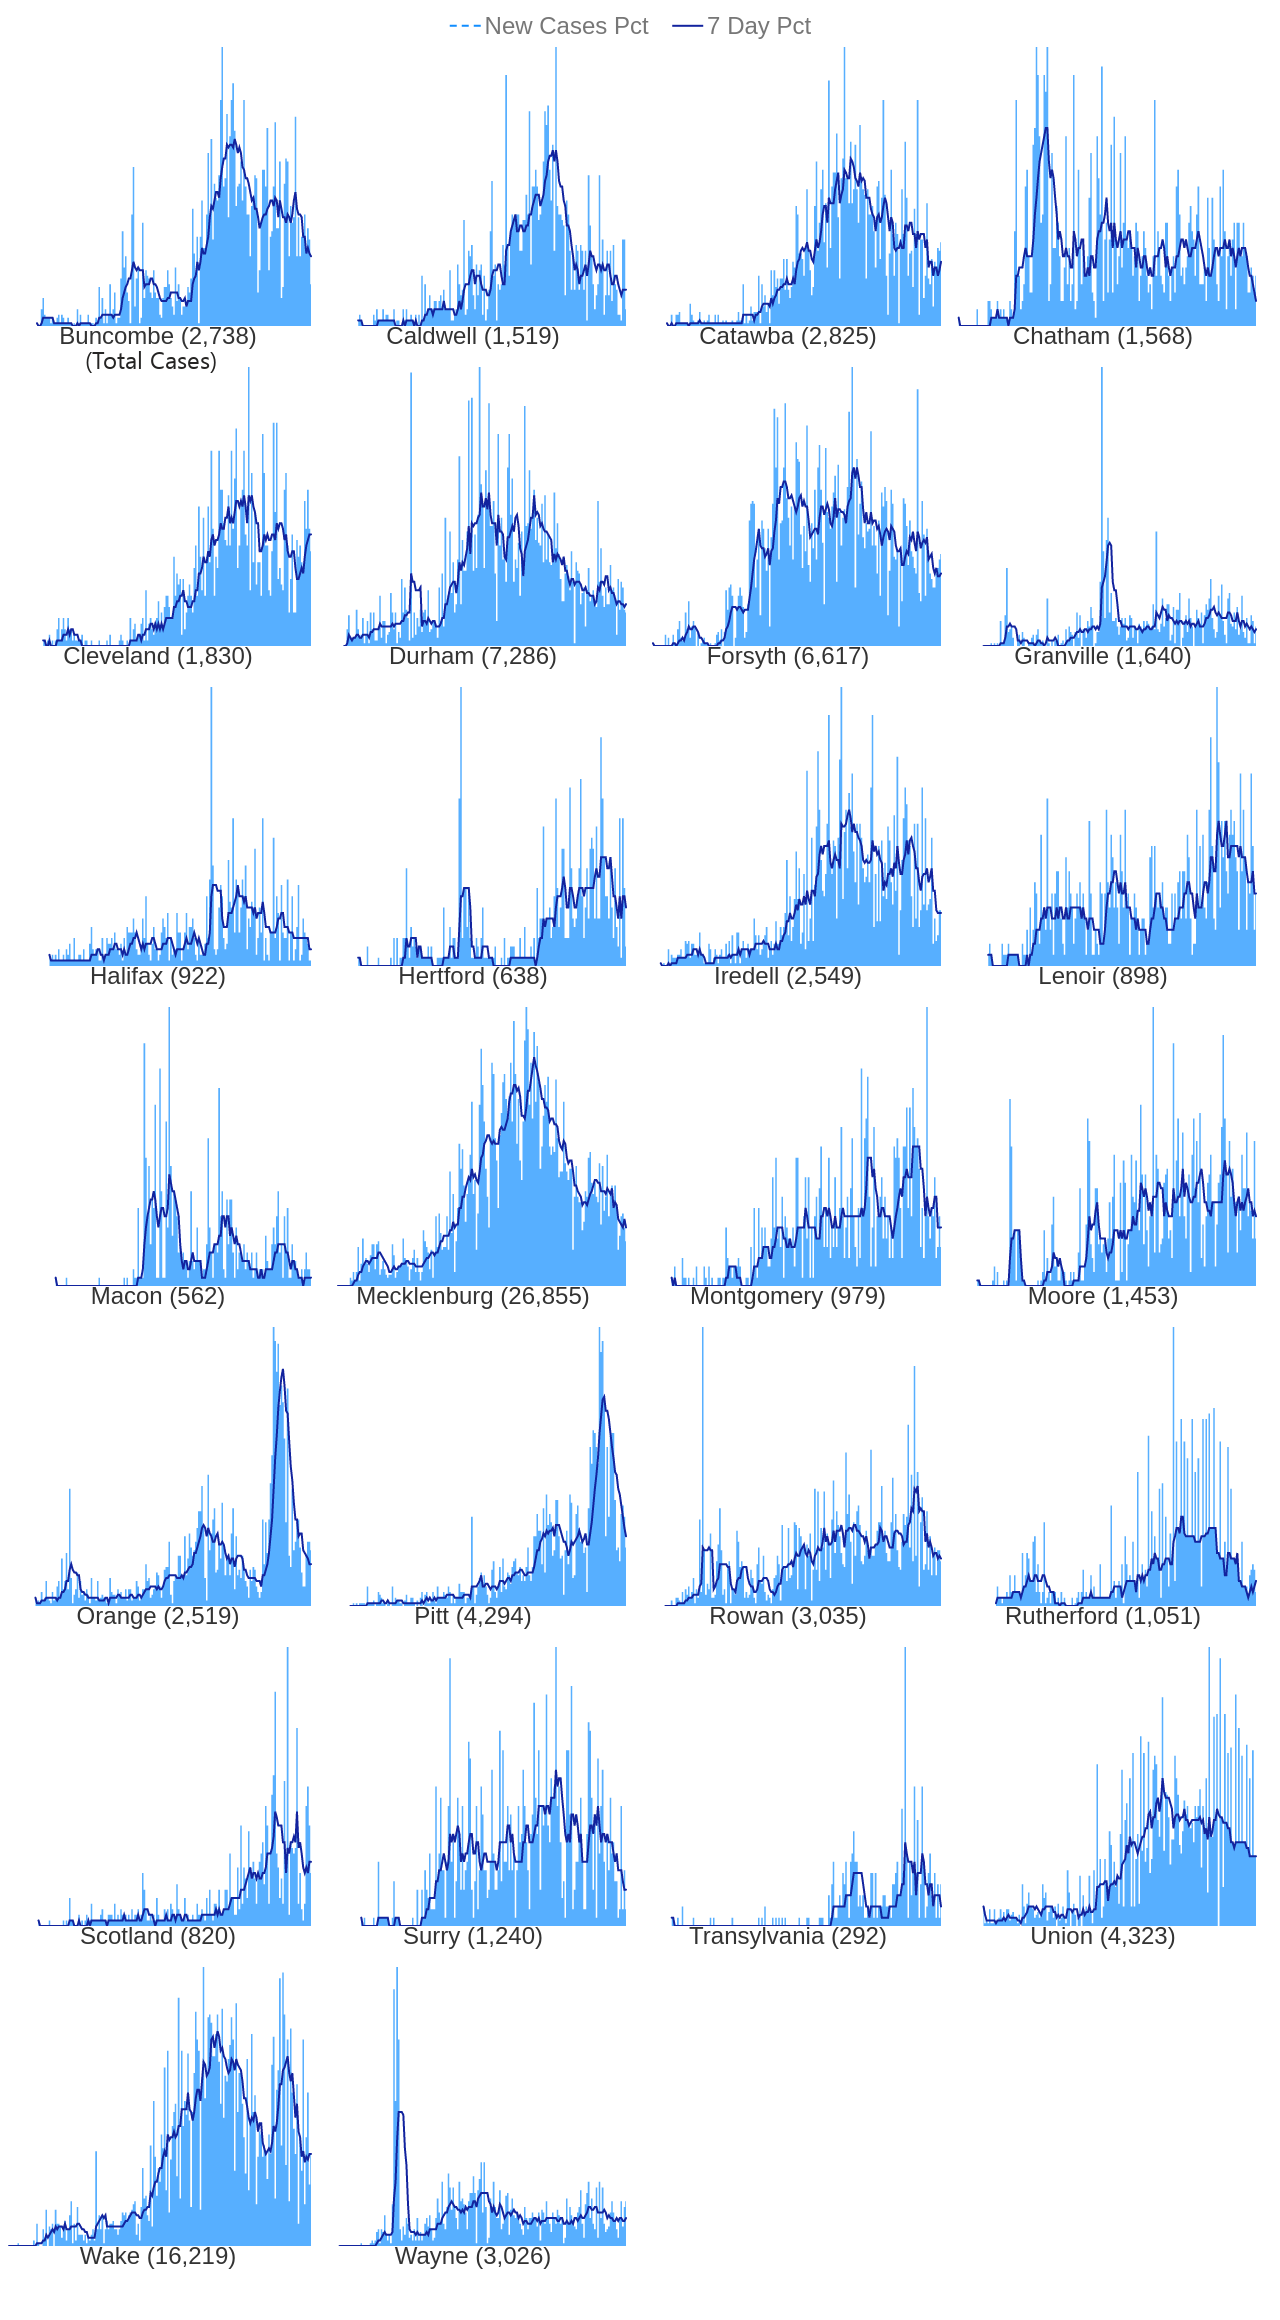 New Cases Pct 7 Day Pct
Buncombe (2,738) Caldwell (1,519) Catawba (2,825) Chatham (1,568)
(Total Cases)
Cleveland (1,830) Durham (7,286) Forsyth (6,617) Granville (1,640)
Halifax (922) Hertford (638) Iredell (2,549) Lenoir (898)
Macon (562) Mecklenburg (26,855) Montgomery (979) Moore (1,453)
Orange (2,519) Pitt (4,294) Rowan (3,035) Rutherford (1,051)
Scotland (820) Surry (1,240) Transylvania (292) Union (4,323)
Wake (16,219) Wayne (3,026)